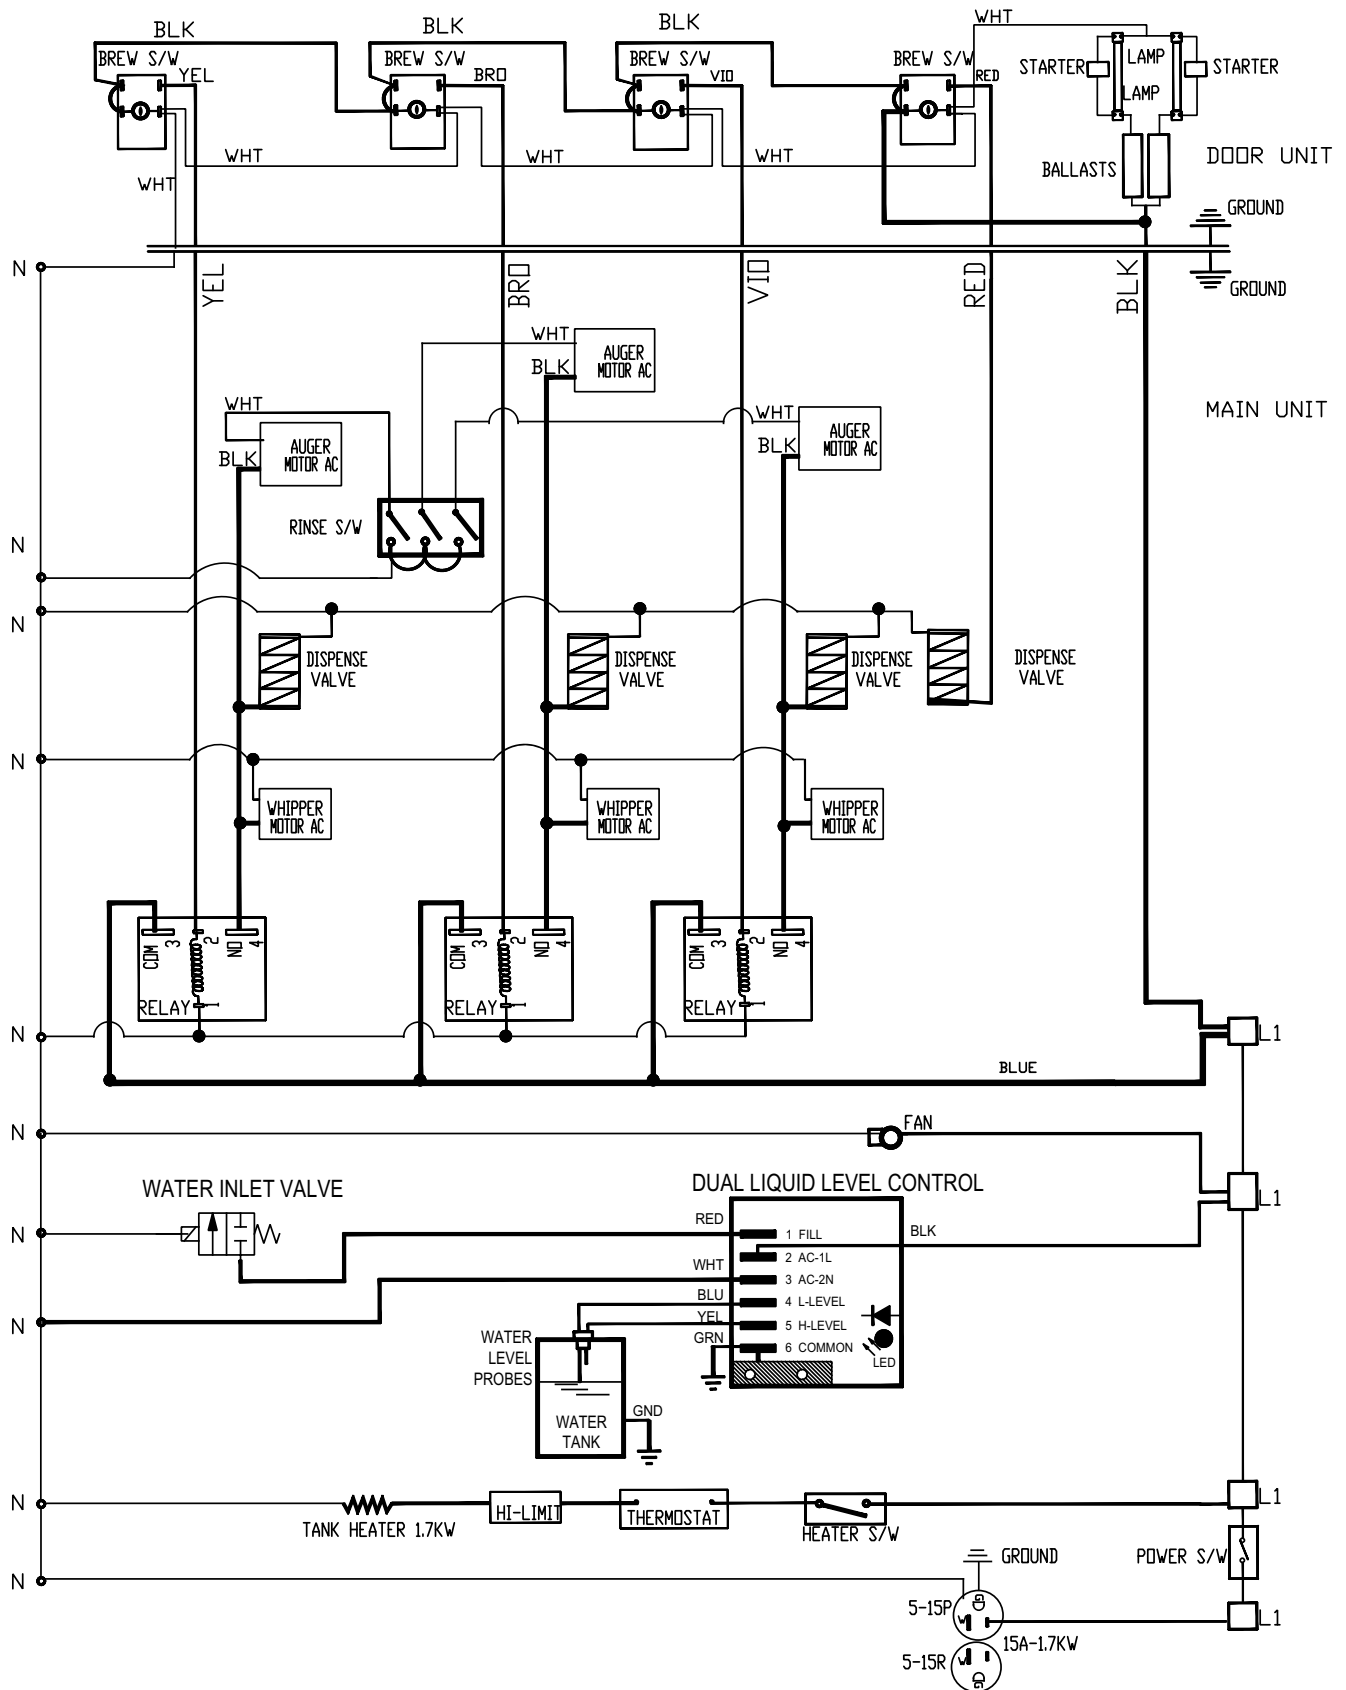 BLK
BLK
BLK
WHT
BREW S/W
BREW S/W
BREW S/W
BREW S/W
YEL
BRO
VIO
RED
STARTER
LAMP
STARTER
LAMP
WHT
WHT
WHT
WHT
BALLASTS
DOOR UNIT
GROUND
N
YEL
BRO
VIO
RED
BLK
GROUND
WHT
AUGER
MOTOR AC
BLK
WHT
AUGER
MOTOR AC
BLK
WHT
AUGER
MOTOR AC
BLK
MAIN UNIT
RINSE S/W
N
N
DISPENSE
VALVE
DISPENSE
VALVE
DISPENSE
VALVE
DISPENSE
VALVE
N
WHIPPER
MOTOR AC
WHIPPER
MOTOR AC
WHIPPER
MOTOR AC
COM
3
2
NO
4
RELAY
1
COM
3
2
NO
4
RELAY
1
COM
3
2
NO
4
RELAY
1
N
L1
BLUE
N
FAN
WATER INLET VALVE
DUAL LIQUID LEVEL CONTROL
L1
N
RED
1 FILL
BLK
2 AC-1L
WHT
3 AC-2N
BLU
4 L-LEVEL
YEL
5 H-LEVEL
GRN
6 COMMON
LED
N
WATER
LEVEL
PROBES
WATER
TANK
GND
N
TANK HEATER 1.7KW
HI-LIMIT
THERMOSTAT
HEATER S/W
L1
GROUND
POWER S/W
N
5-15P
GD
W
15A-1.7KW
L1
5-15R
W
GD